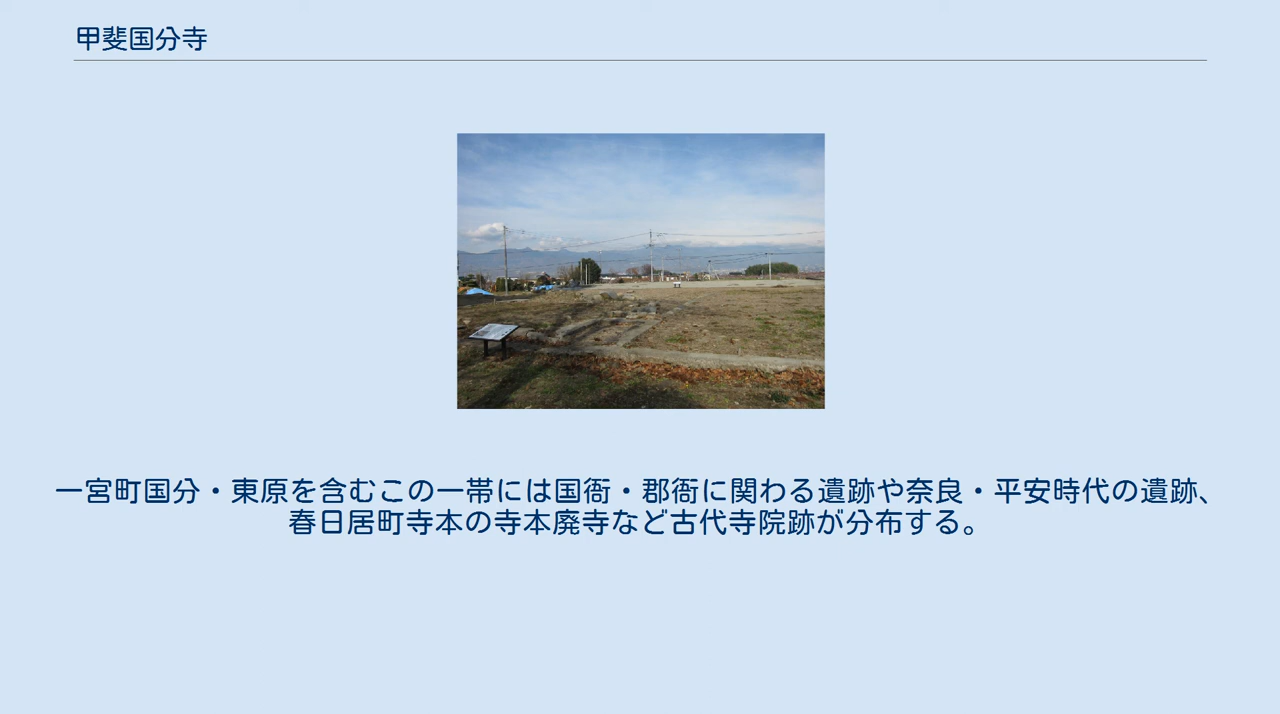 甲斐国分寺
一宮町国分・東原を含むこの一帯には国衙・郡衙に関わる遺跡や奈良・平安時代の遺跡、
春日居町寺本の寺本廃寺など古代寺院跡が分布する。